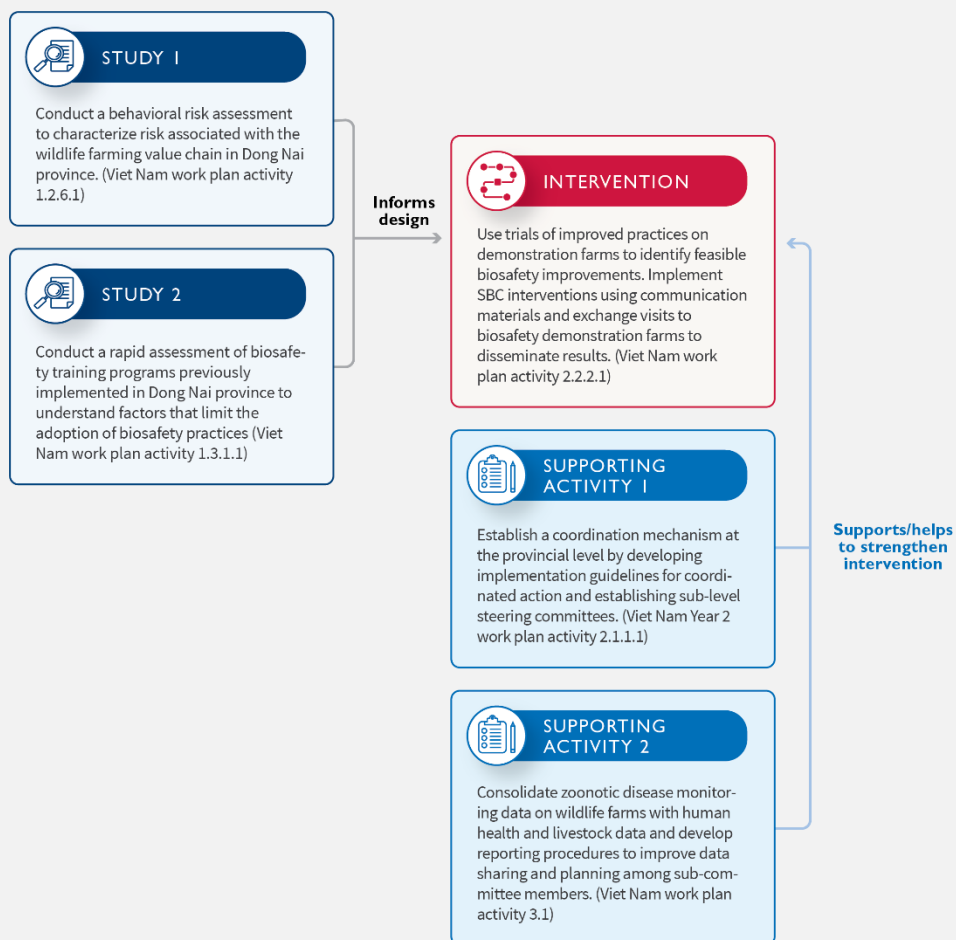 STUDY 1
Conduct a behavioral risk assessment
to characterize risk associated with the
wildlife farming value chain in Dong Nai
province. (Viet Nam work plan activity
1.2.6.1)
STUDY 2
Conduct a rapid assessment of biosafe-
ty training programs previously
implemented in Dong Nai province to
understand factors that limit the
adoption of biosafety practices (Viet
Nam work plan activity 1.3.1.1)
Informs
design
INTERVENTION
Use trials of improved practices on
demonstration farms to identify feasible
biosafety improvements. Implement
SBC interventions using communication
materials and exchange visits to
biosafety demonstration farms to
disseminate results. (Viet Nam work
plan activity 2.2.2.1)
SUPPORTING
ACTIVITY 1
Establish a coordination mechanism at
the provincial level by developing
implementation guidelines for coordi-
nated action and establishing sub-level
steering committees. (Viet Nam Year 2
work plan activity 2.1.1.1)
SUPPORTING
ACTIVITY 2
Consolidate zoonotic disease monitor-
ing data on wildlife farms with human
health and livestock data and develop
reporting procedures to improve data
sharing and planning among sub-com-
mittee members. (Viet Nam work plan
activity 3.1)
Supports/helps
to strengthen
intervention